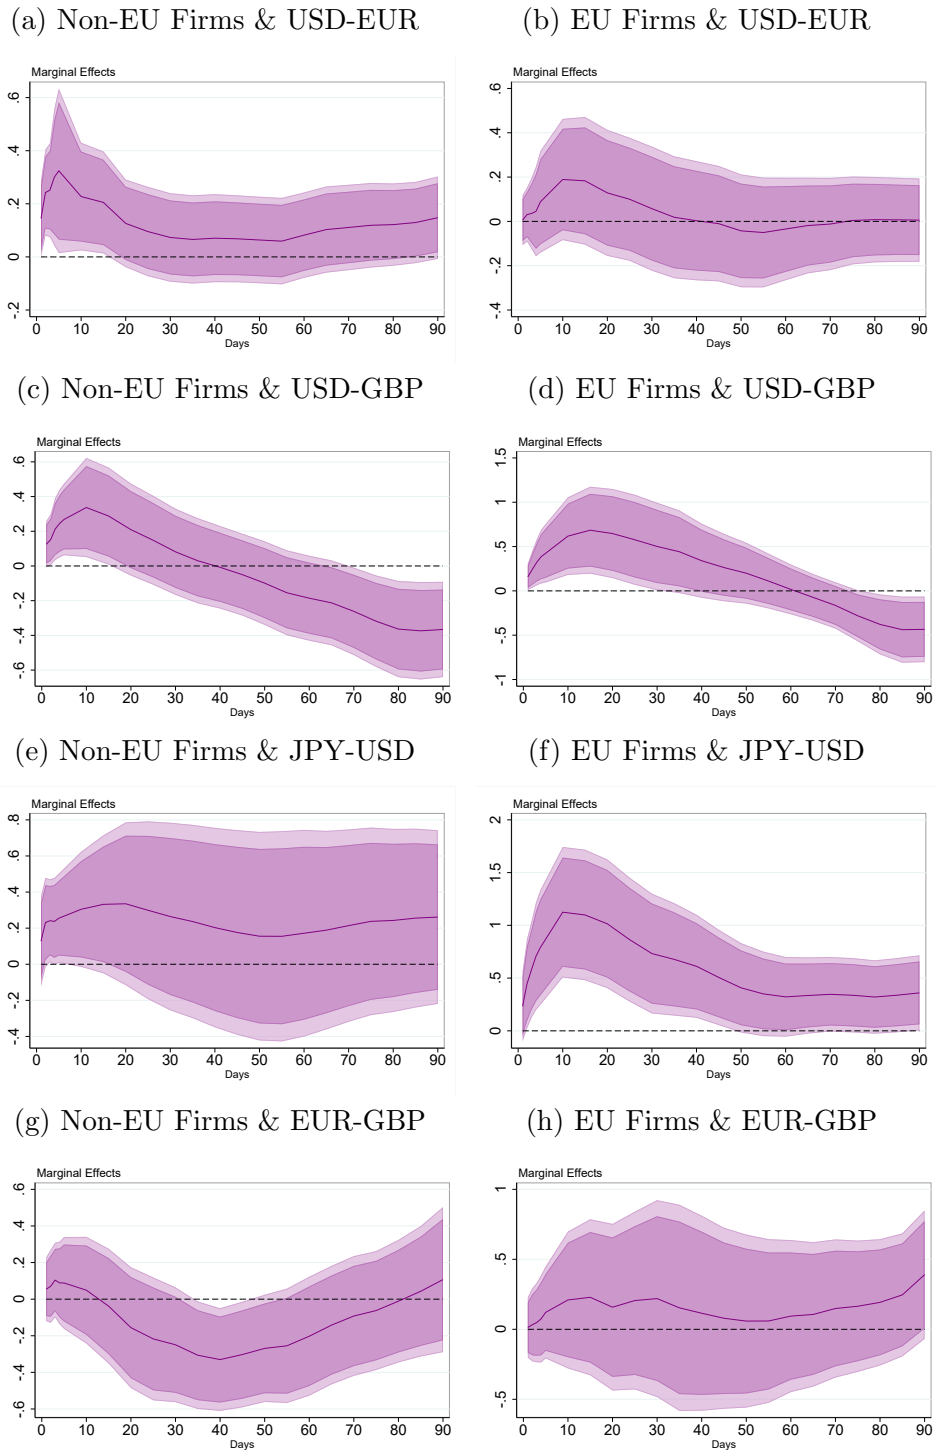 (a) Non-EU Firms & USD-EUR
(b) EU Firms & USD-EUR
Marginal Effects
.6
.4
.2
0
-.2
0 10 20 30 40 50 60 70 80 90
Days
Marginal Effects
.6
.4
.2
0
-.2
-.4
0 10 20 30 40 50 60 70 80 90
Days
(c) Non-EU Firms & USD-GBP
(d) EU Firms & USD-GBP
Marginal Effects
.6
.4
.2
0
-.2
-.4
-.6
0 10 20 30 40 50 60 70 80 90
Days
Marginal Effects
1.5
1
.5
0
-.5
-1
0 10 20 30 40 50 60 70 80 90
Days
(e) Non-EU Firms & JPY-USD
(f) EU Firms & JPY-USD
Marginal Effects
.8
.6
.4
.2
0
-.2
-.4
0 10 20 30 40 50 60 70 80 90
Days
Marginal Effects
2
1.5
1
.5
0
0 10 20 30 40 50 60 70 80 90
Days
(g) Non-EU Firms & EUR-GBP
(h) EU Firms & EUR-GBP
Marginal Effects
.6
.4
.2
0
-.2
-.4
-.6
0 10 20 30 40 50 60 70 80 90
Days
Marginal Effects
1
.5
0
-.5
0 10 20 30 40 50 60 70 80 90
Days